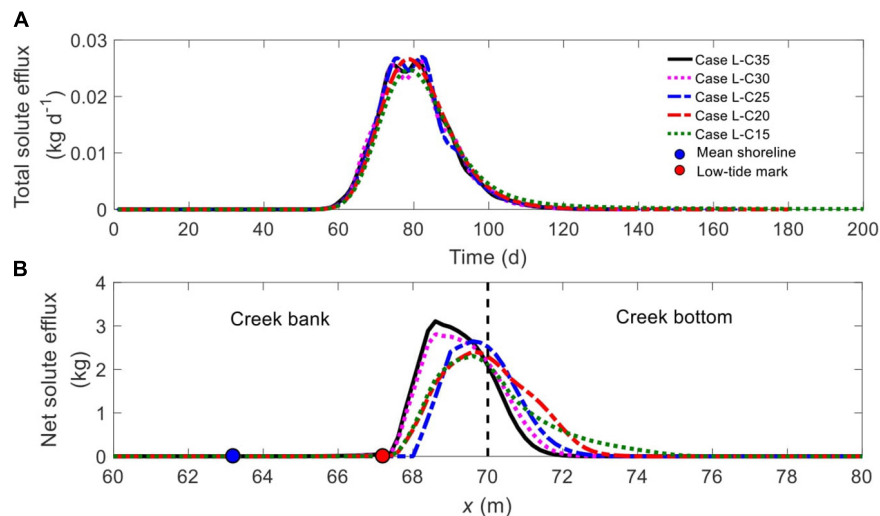 A
Total solute efflux
(kg d⁻¹)
0.03
0.02
0.01
0
0 20 40 60 80 100 120 140 160 180 200
Time (d)
Case L-C35
Case L-C30
Case L-C25
Case L-C20
Case L-C15
Mean shoreline
Low-tide mark
B
Net solute efflux
(kg)
4
3
2
1
0
Creek bank
Creek bottom
60 62 64 66 68 70 72 74 76 78 80
x (m)